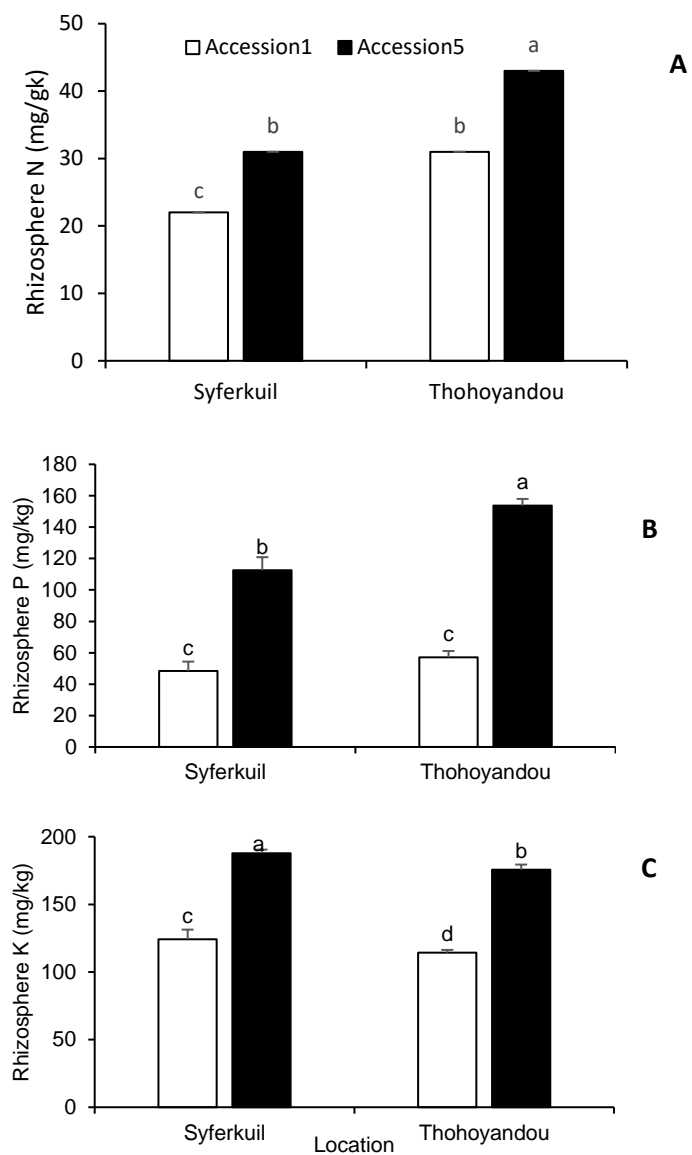 50
Accession1 Accession5
A
a
40
b b
30
c
20
10
0
Rhizosphere N (mg/gk)
Syferkuil Thohoyandou
180
160
a
140
B
120
b
100
80
60
c c
40
20
0
Rhizosphere P (mg/kg)
Syferkuil Thohoyandou
200
a
b
C
150
c
d
100
50
0
Rhizosphere K (mg/kg)
Syferkuil Thohoyandou
Location